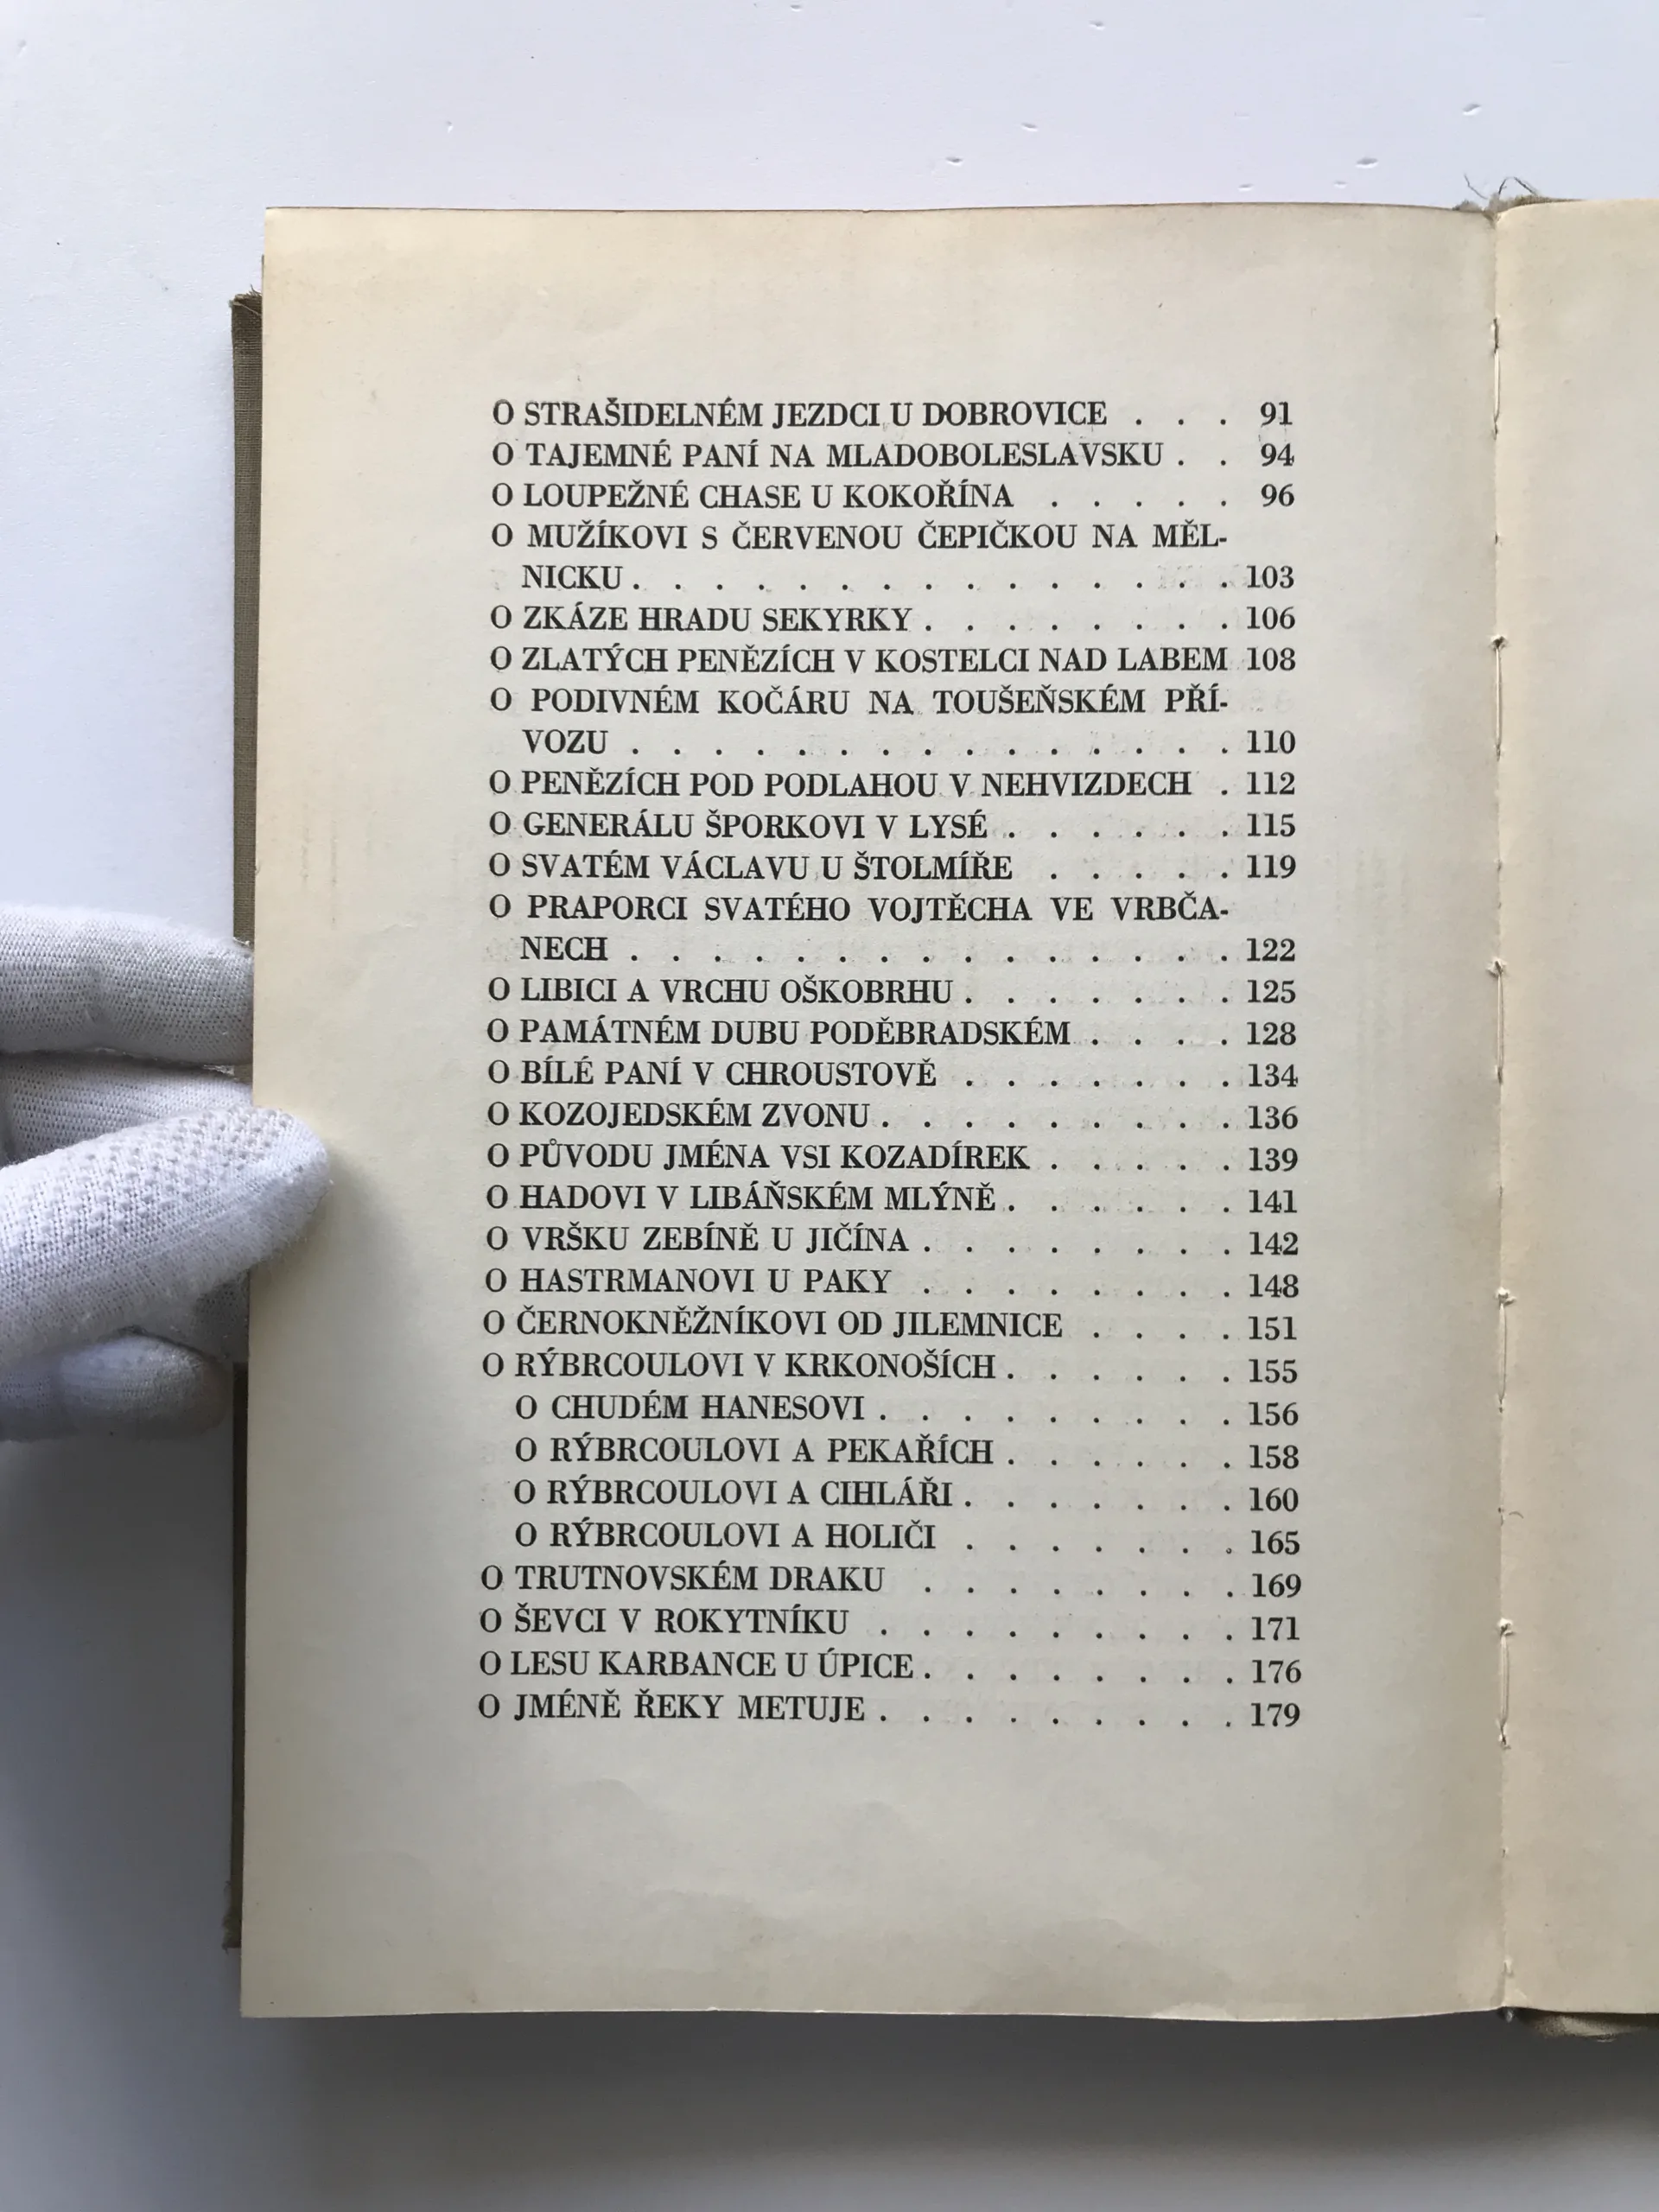 O STRAŠIDELNÉM JEZDCI U DOBROVICE . . . 91
O TAJEMNÉ PANÍ NA MLADOBOLESLAVSKU . . 94
O LOUPEŽNÉ CHASE U KOKOŘÍNA . . . . . 96
O MUŽÍKOVI S ČERVENOU ČEPIČKOU NA MĚL-
NICKU . . . . . . . . . . . . . . . 103
O ZKÁZE HRADU SEKYRKY . . . . . . . . 106
O ZLATÝCH PENĚZÍCH V KOSTELCI NAD LABEM 108
O PODIVNÉM KOČÁRU NA TOUŠEŇSKÉM PŘÍ-
VOZU . . . . . . . . . . . . . . . 110
O PENĚZÍCH POD PODLAHOU V NEHVIZDECH . 112
O GENERÁLU ŠPORKOVI V LYSÉ . . . . . . 115
O SVATÉM VÁCLAVU U ŠTOLMÍŘE . . . . . 119
O PRAPORCI SVATÉHO VOJTĚCHA VE VRBČA-
NECH . . . . . . . . . . . . . . . 122
O LIBICI A VRCHU OŠKOBRHU . . . . . . . 125
O PAMÁTNÉM DUBU PODĚBRADSKÉM . . . . 128
O BÍLÉ PANÍ V CHROUSTOVĚ . . . . . . . 134
O KOZOJEDSKÉM ZVONU . . . . . . . . . 136
O PŮVODU JMÉNA VSI KOZADÍREK . . . . . 139
O HADOVI V LIBÁŇSKÉM MLÝNĚ . . . . . . 141
O VRŠKU ZEBÍNĚ U JIČÍNA . . . . . . . . 142
O HASTRMANOVI U PAKY . . . . . . . . 148
O ČERNOKNĚŽNÍKOVI OD JILEMNICE . . . . 151
O RÝBRCOULOVI V KRKONOŠÍCH . . . . . . 155
O CHUDÉM HANESOVI . . . . . . . . . 156
O RÝBRCOULOVI A PEKAŘÍCH . . . . . . 158
O RÝBRCOULOVI A CIHLÁŘI . . . . . . . 160
O RÝBRCOULOVI A HOLIČI . . . . . . . 165
O TRUTNOVSKÉM DRAKU . . . . . . . . 169
O ŠEVCI V ROKYTNÍKU . . . . . . . . . 171
O LESU KARBANCE U ÚPICE . . . . . . . . 176
O JMÉNĚ ŘEKY METUJE . . . . . . . . . 179